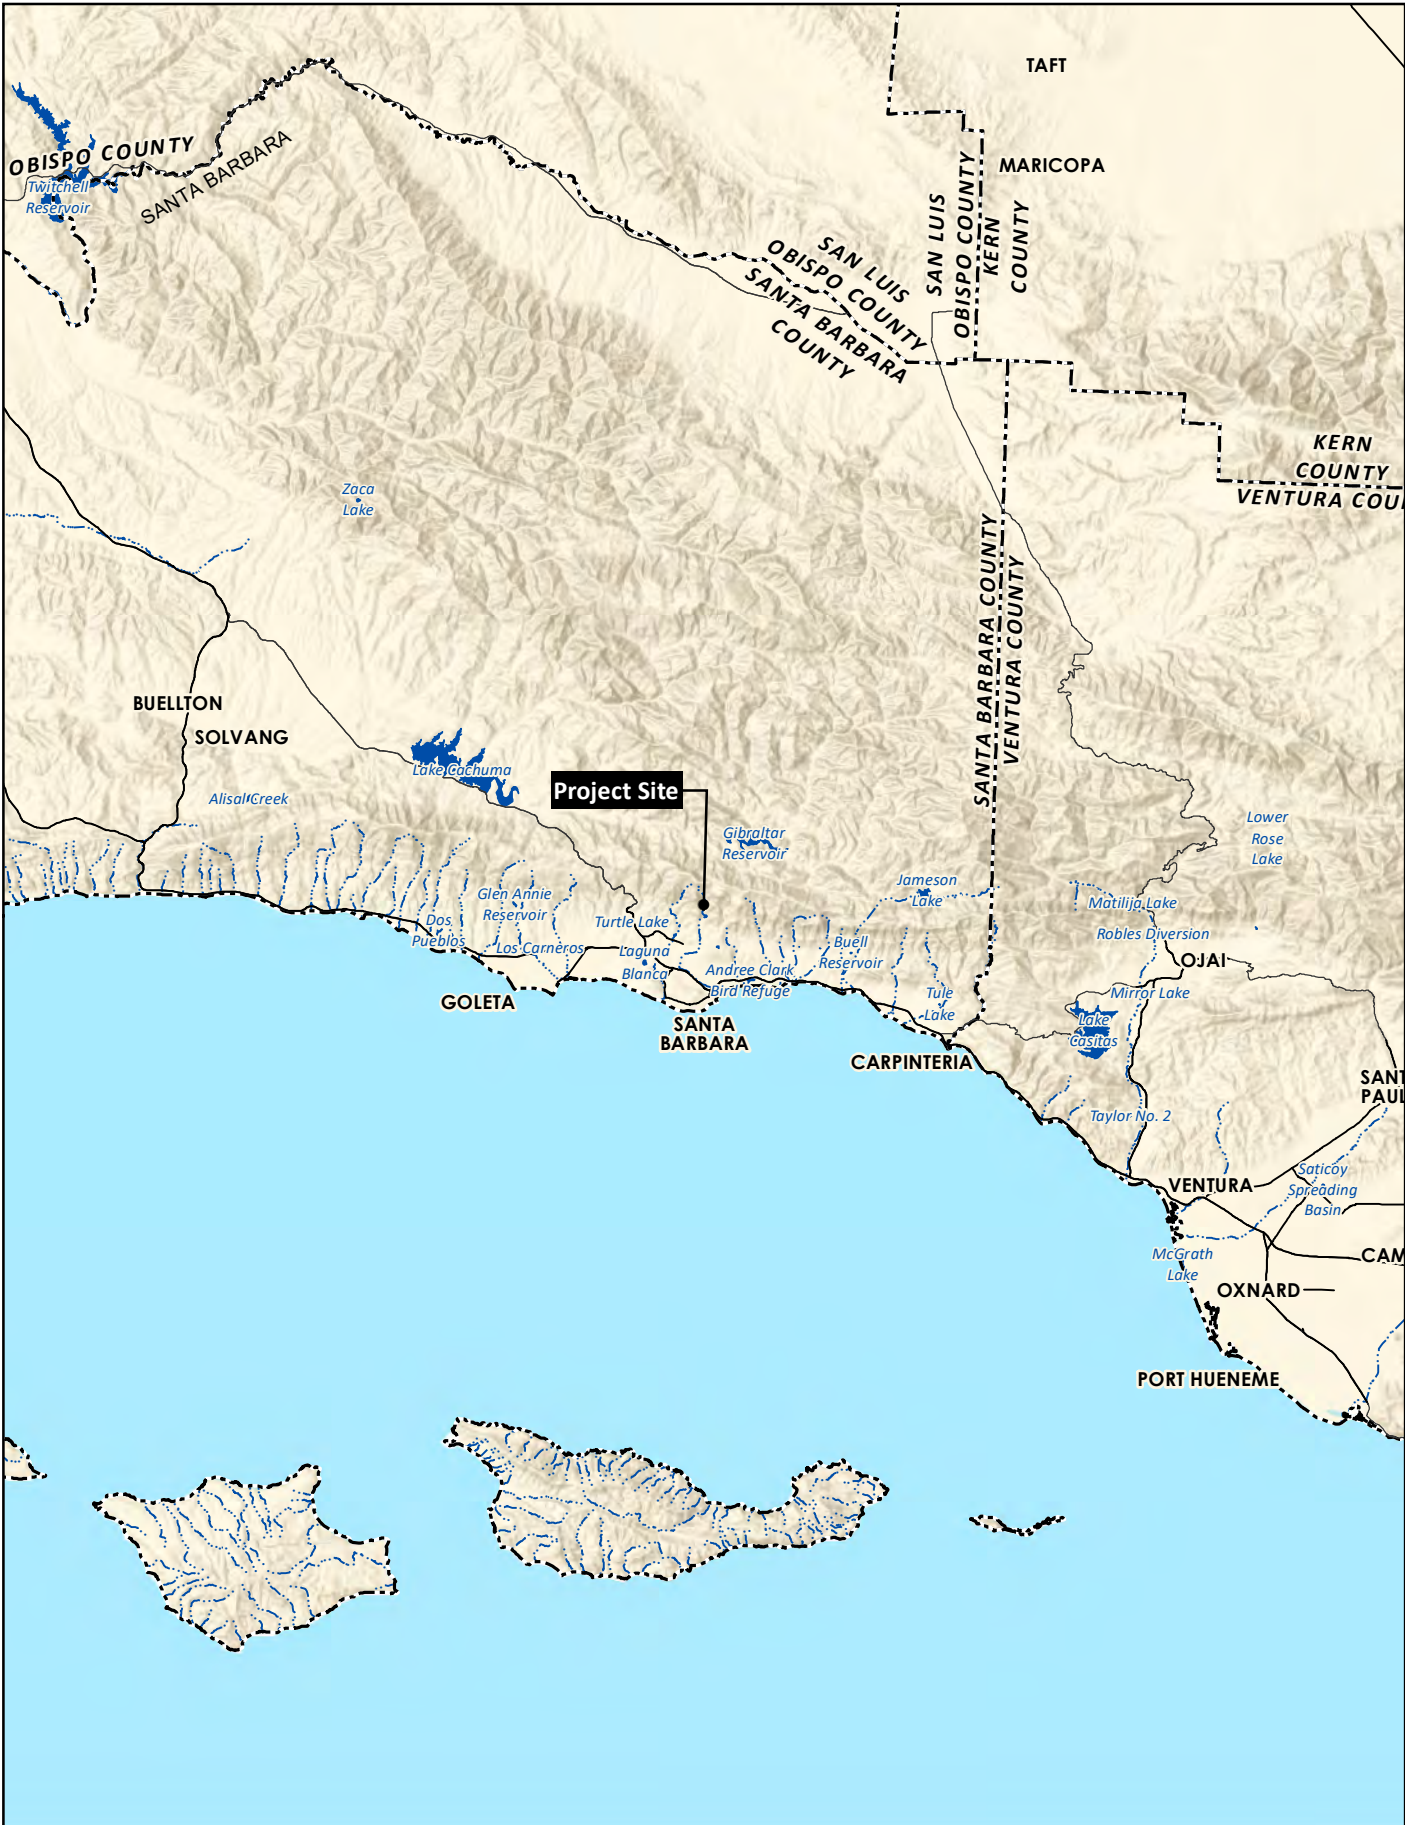 TAFT
OBISPO COUNTY
SANTA BARBARA
MARICOPA
Twitchell
Reservoir
SAN LUIS
OBISPO COUNTY
KERN
COUNTY
SAN LUIS
OBISPO COUNTY
SANTA BARBARA
COUNTY
KERN
COUNTY
VENTURA COU
Zaca
Lake
SANTA BARBARA COUNTY
VENTURA COUNTY
BUELLTON
SOLVANG
Lake Cachuma
Project Site
Alisal Creek
Gibraltar
Reservoir
Lower
Rose
Lake
Jameson
Lake
Glen Annie
Reservoir
Matilija Lake
Dos
Pueblos
Turtle Lake
Robles Diversion
Los Carneros
Laguna
Blanca
Buell
Reservoir
OJAI
Andree Clark
Bird Refuge
Mirror Lake
GOLETA
Tule
Lake
SANTA
BARBARA
Lake
Casitas
CARPINTERIA
SANT
PAUL
Taylor No. 2
VENTURA
Saticoy
Spreading
Basin
McGrath
Lake
CAM
OXNARD
PORT HUENEME